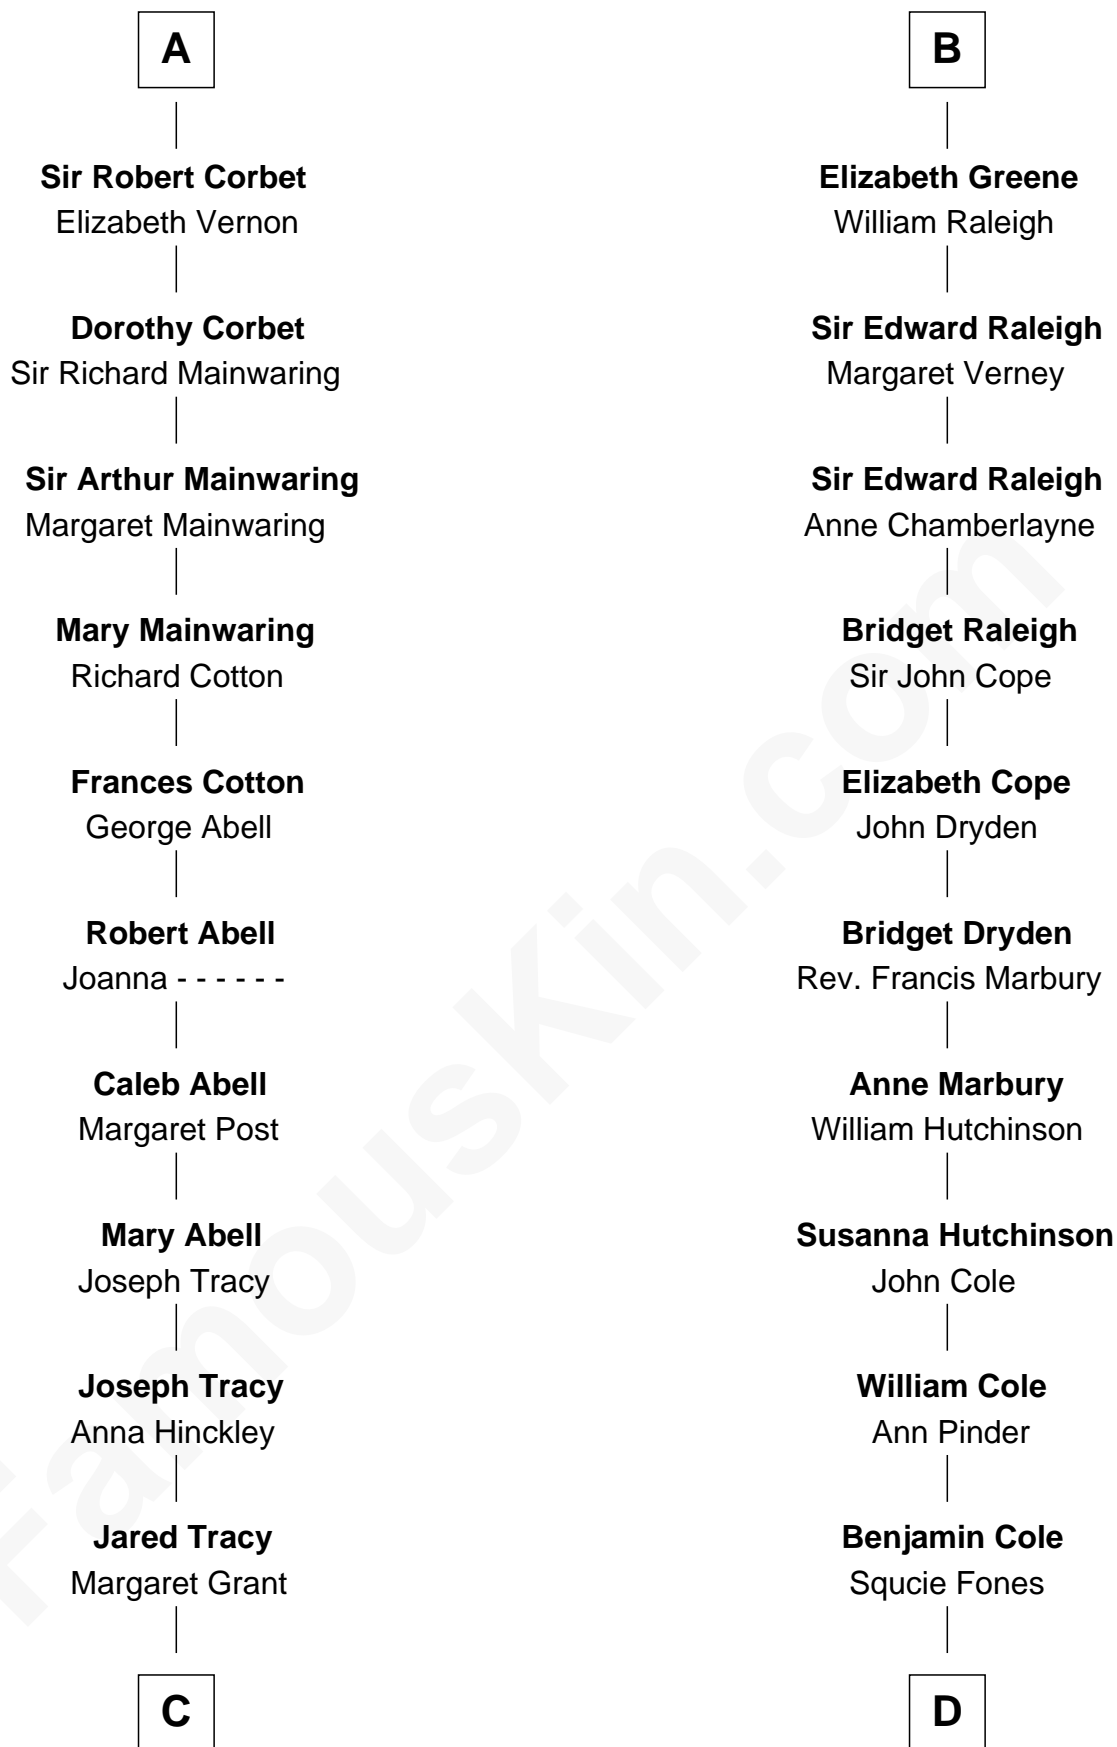 A
Sir Robert Corbet
Elizabeth Vernon
Dorothy Corbet
Sir Richard Mainwaring
Sir Arthur Mainwaring
Margaret Mainwaring
Mary Mainwaring
Richard Cotton
Frances Cotton
George Abell
Robert Abell
Joanna - - - - - -
Caleb Abell
Margaret Post
Mary Abell
Joseph Tracy
Joseph Tracy
Anna Hinckley
Jared Tracy
Margaret Grant
C
B
Elizabeth Greene
William Raleigh
Sir Edward Raleigh
Margaret Verney
Sir Edward Raleigh
Anne Chamberlayne
Bridget Raleigh
Sir John Cope
Elizabeth Cope
John Dryden
Bridget Dryden
Rev. Francis Marbury
Anne Marbury
William Hutchinson
Susanna Hutchinson
John Cole
William Cole
Ann Pinder
Benjamin Cole
Squcie Fones
D
FamousKin.com